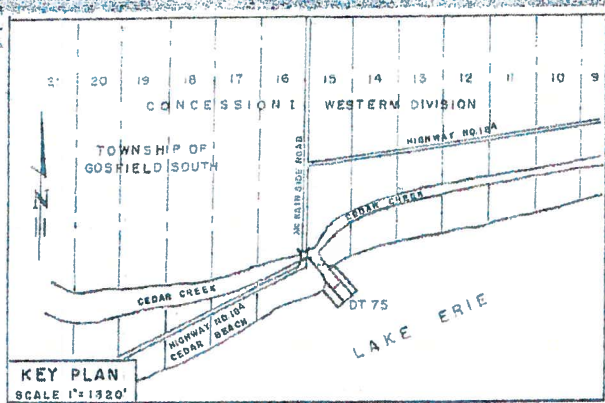 21 20 19 18 17 16 15 14 13 12 11 10 9
CONCESSION I WESTERN DIVISION
HIGHWAY NO. 18A
TOWNSHIP OF
GOSFIELD SOUTH
N
SIDE ROAD
CEDAR CREEK
CEDAR CREEK
HIGHWAY NO. 18A
CEDAR BEACH
DT 75
LAKE ERIE
KEY PLAN
SCALE 1"=1320'